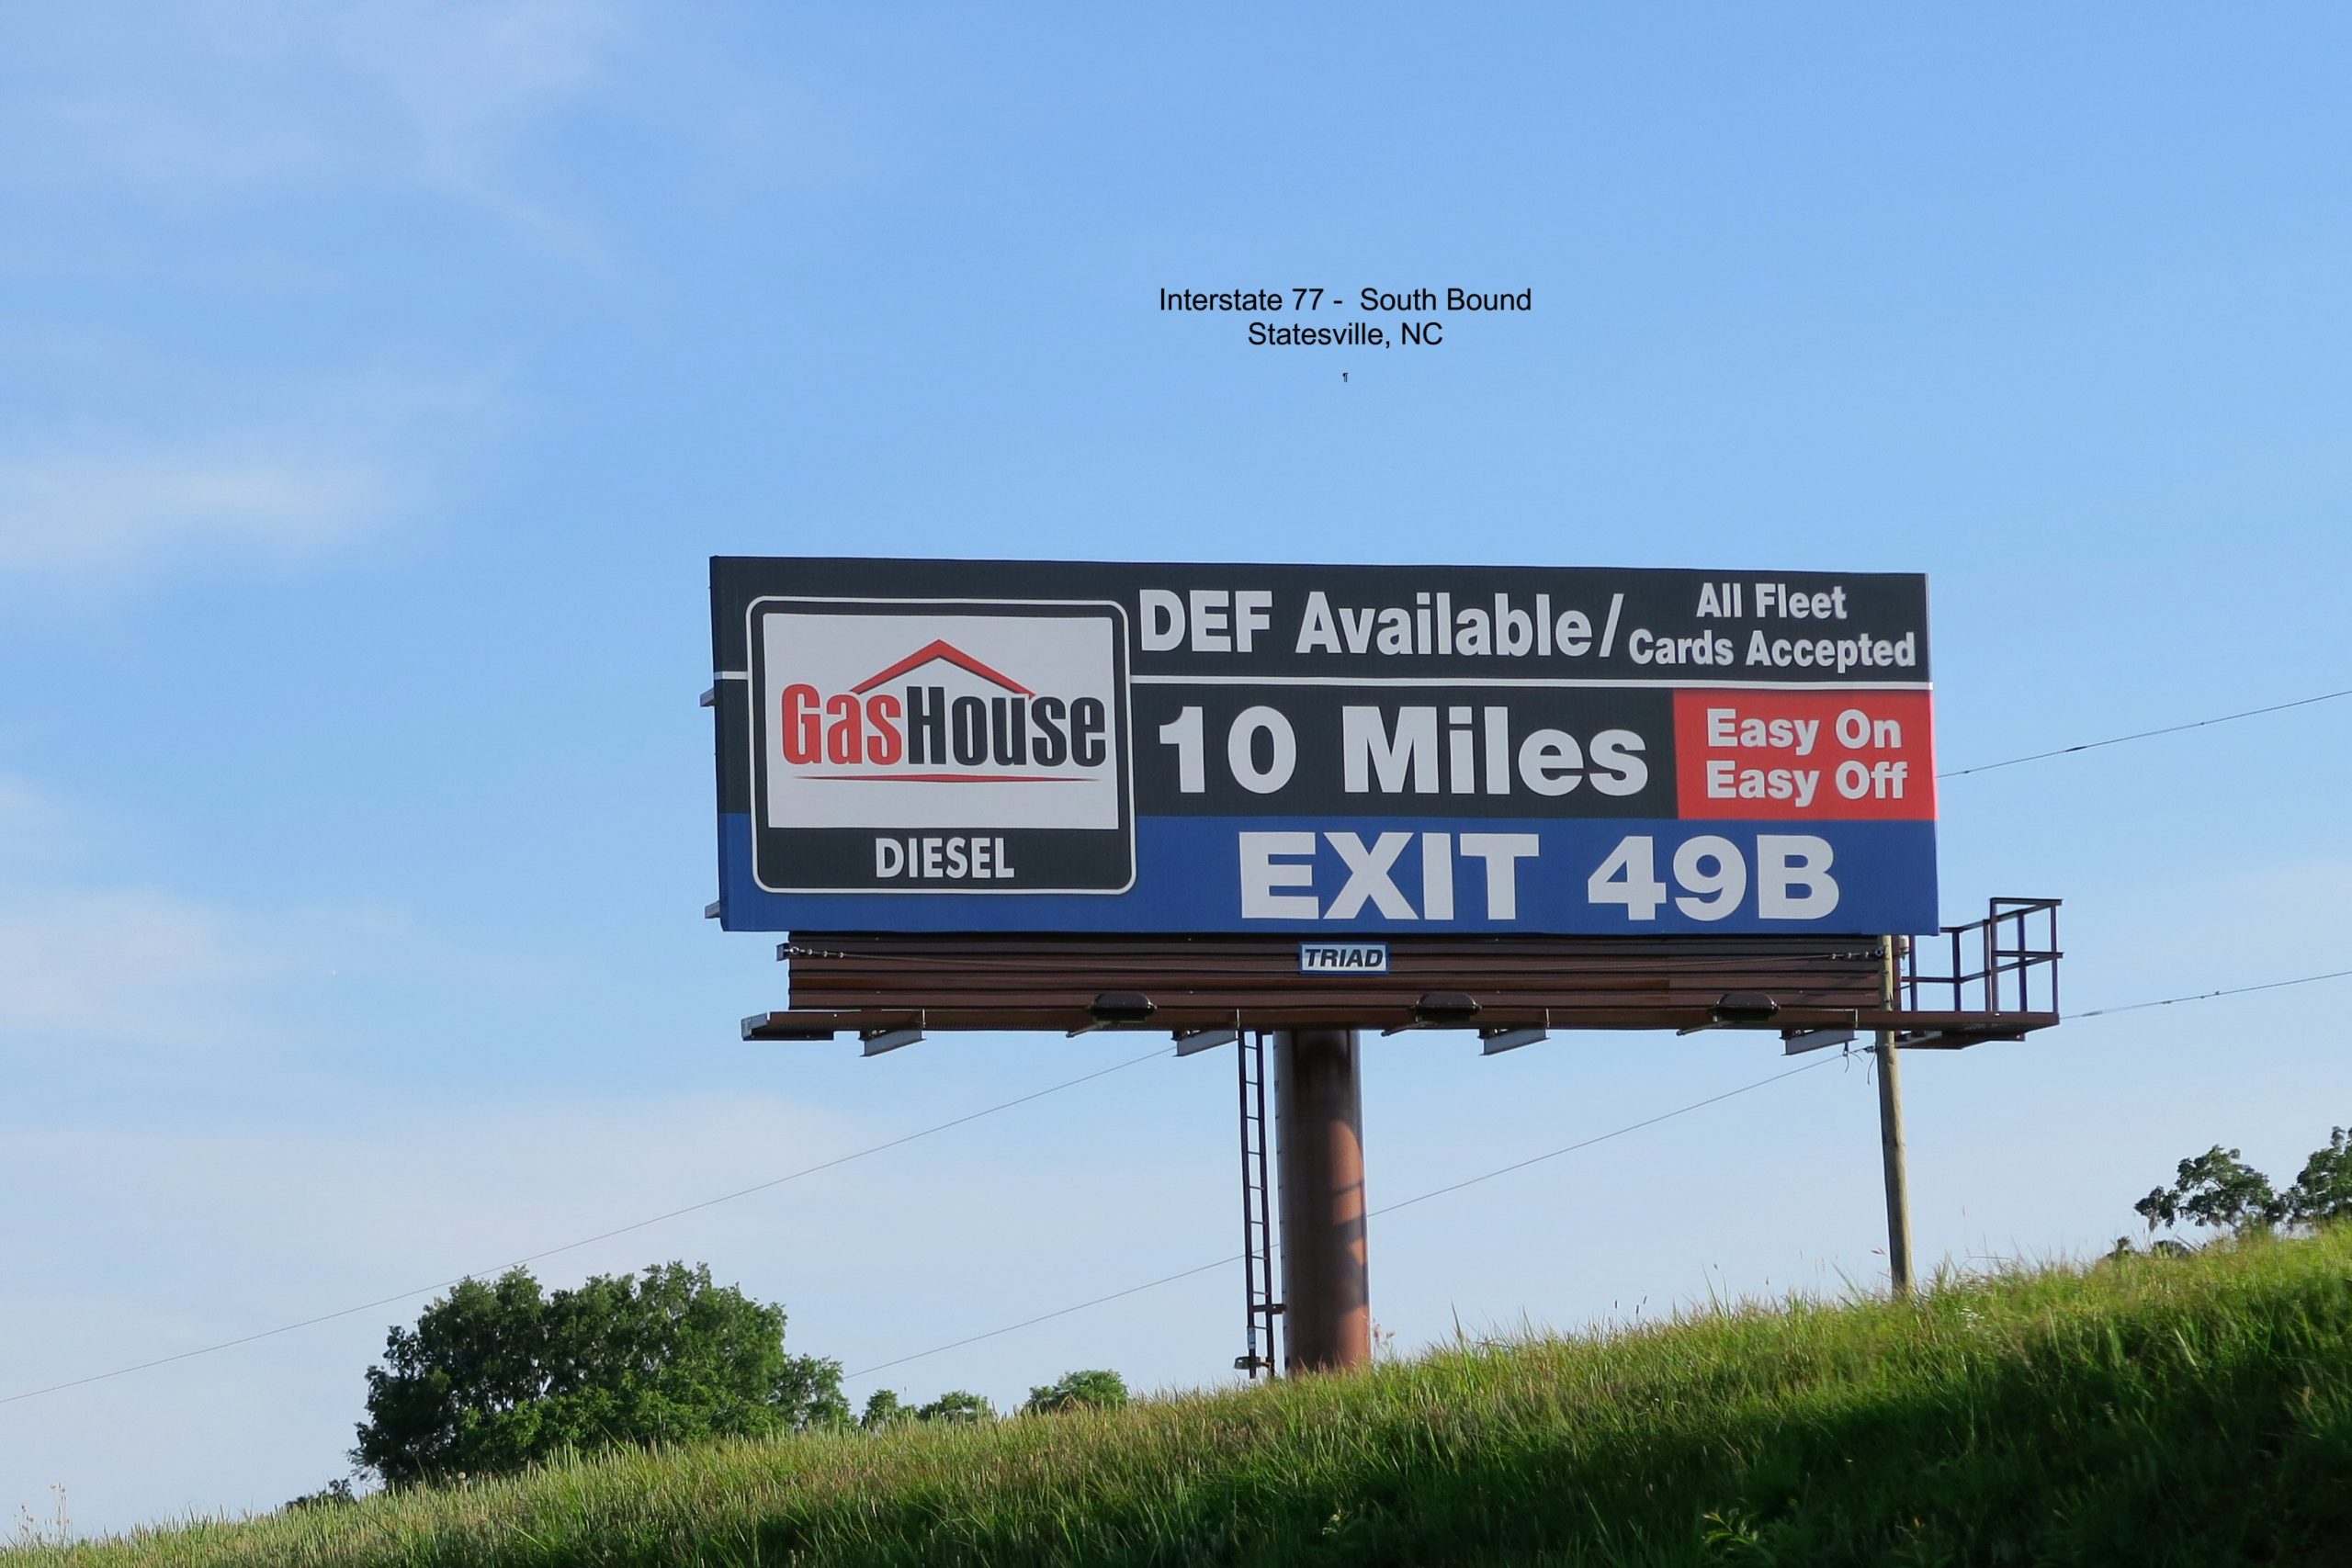 Interstate 77 -  South Bound
Statesville, NC
¶
DEF Available/
All Fleet
Cards Accepted
GasHouse
DIESEL
10 Miles
Easy On
Easy Off
EXIT 49B
TRIAD